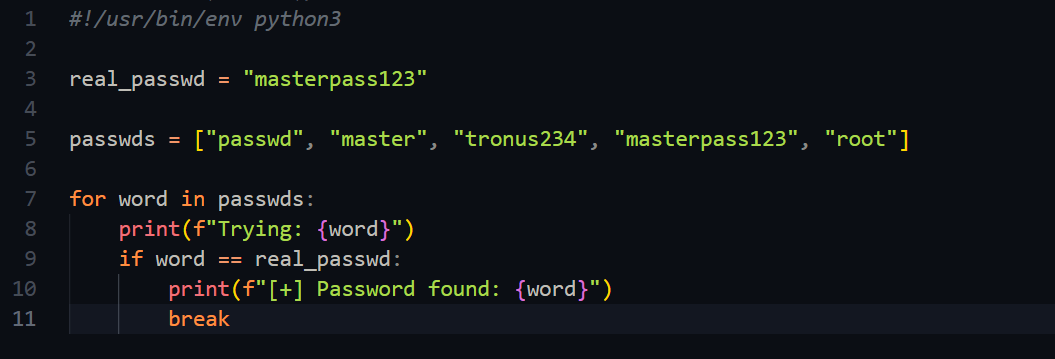 1 #!/usr/bin/env python3
2
3 real_passwd = "masterpass123"
4
5 passwds = ["passwd", "master", "tronus234", "masterpass123", "root"]
6
7 for word in passwds:
8     print(f"Trying: {word}")
9     if word == real_passwd:
10         print(f"[+] Password found: {word}")
11         break